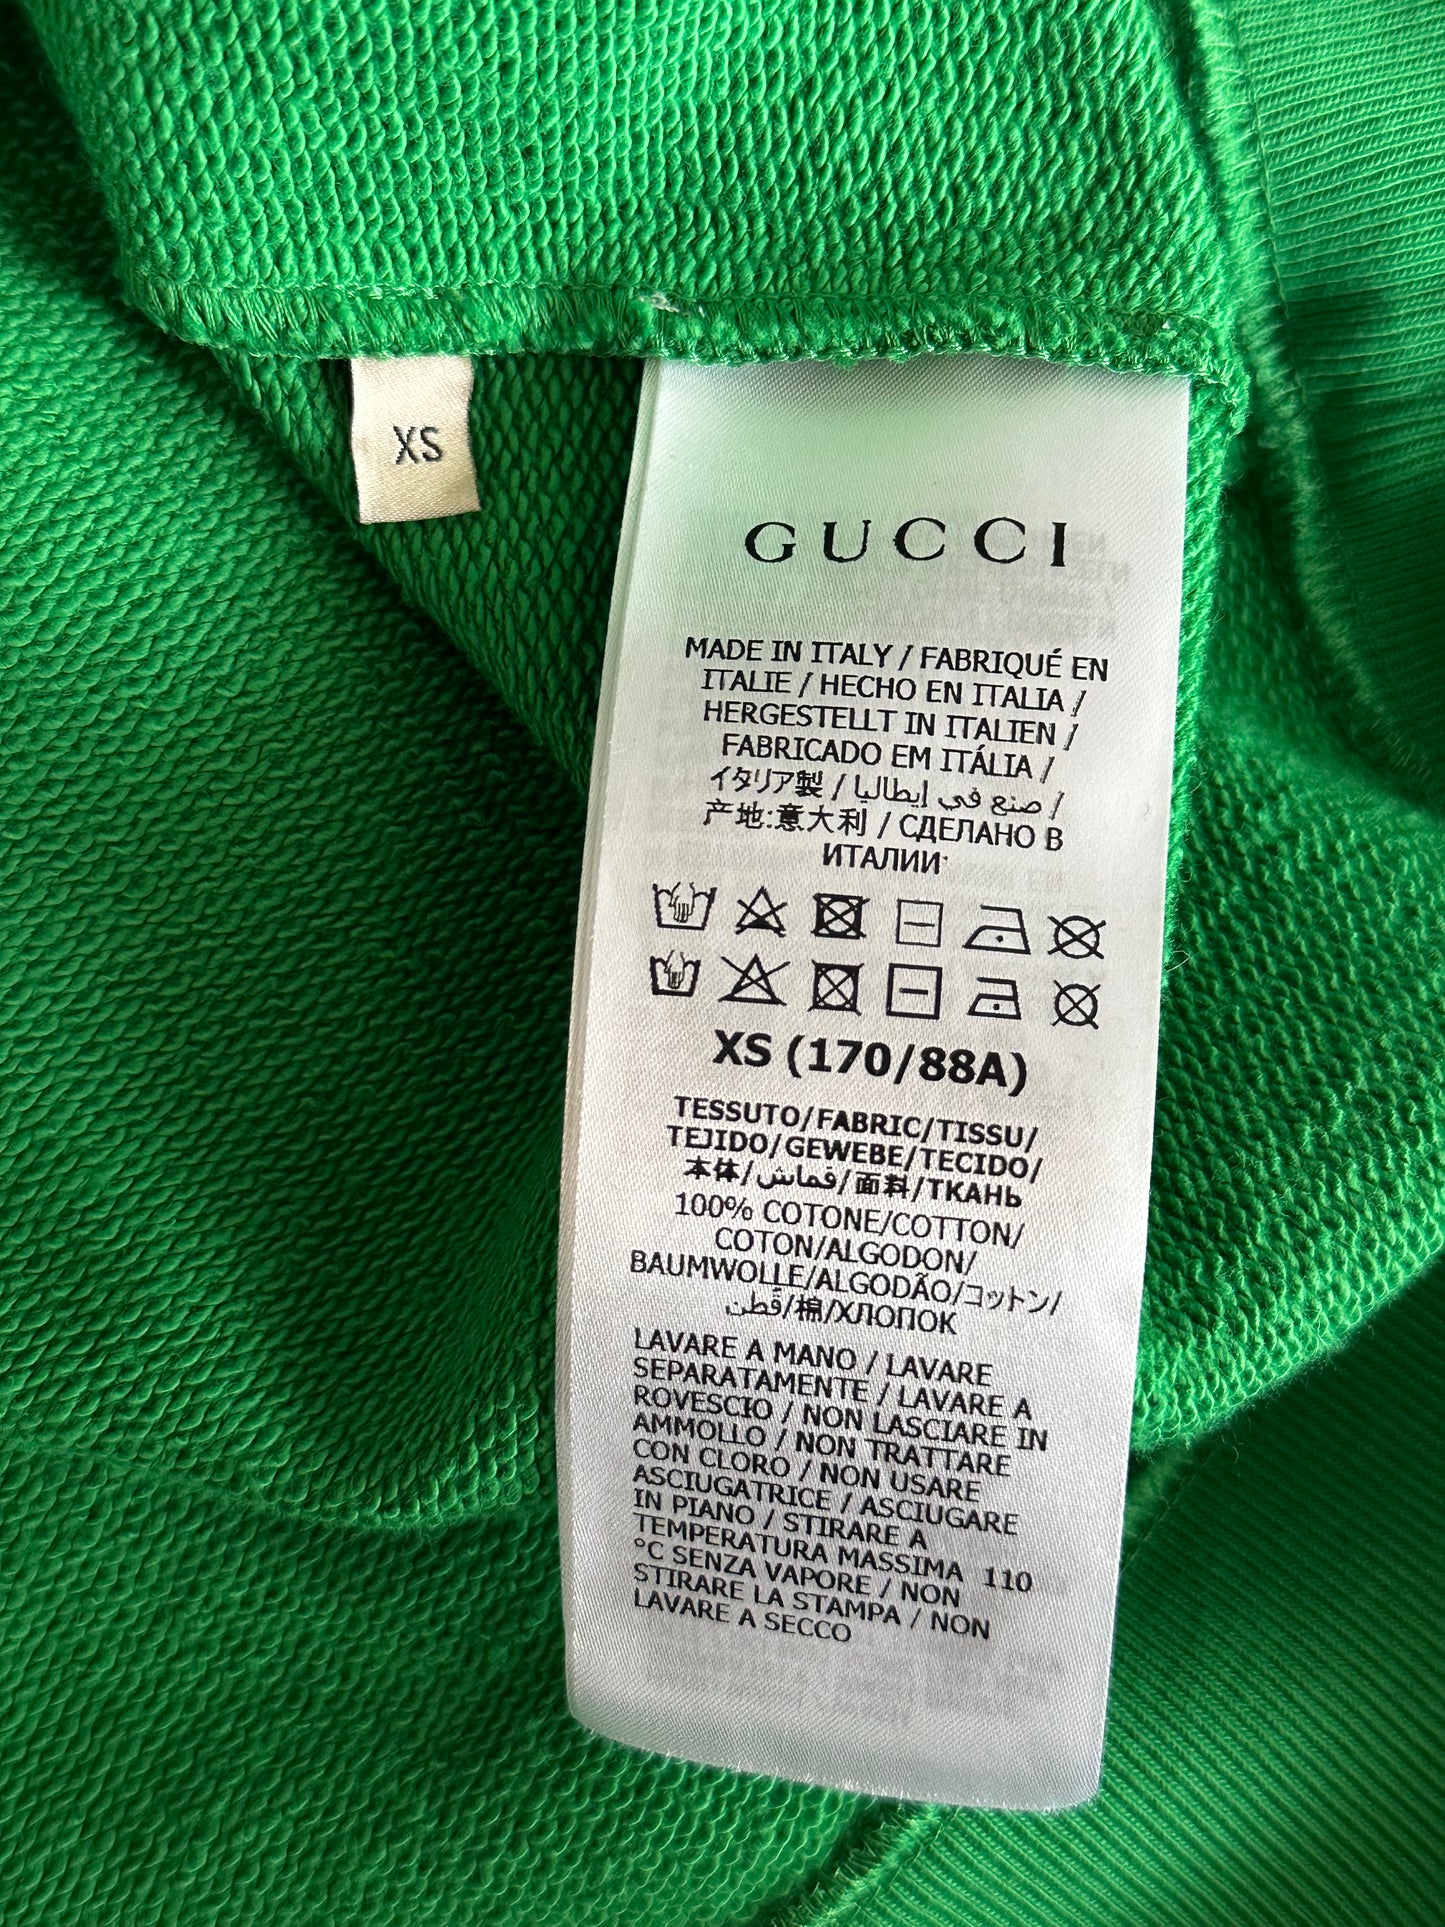 XS
GUCCI
MADE IN ITALY / FABRIQUÉ EN
ITALIE / HECHO EN ITALIA /
HERGESTELLT IN ITALIEN /
FABRICADO EM ITÁLIA /
イタリア製 / صنع في إيطاليا /
产地:意大利 / СДЕЛАНО В
ИТАЛИИ
XS (170/88A)
TESSUTO/FABRIC/TISSU/
TEJIDO/GEWEBE/TECIDO/
本体/قماش/面料/ТКАНЬ
100% COTONE/COTTON/
COTON/ALGODON/
BAUMWOLLE/ALGODÃO/コットン/
قطن/棉/ХЛОПОК
LAVARE A MANO / LAVARE
SEPARATAMENTE / LAVARE A
ROVESCIO / NON LASCIARE IN
AMMOLLO / NON TRATTARE
CON CLORO / NON USARE
ASCIUGATRICE / ASCIUGARE
IN PIANO / STIRARE A
TEMPERATURA MASSIMA 110
°C SENZA VAPORE / NON
STIRARE LA STAMPA / NON
LAVARE A SECCO